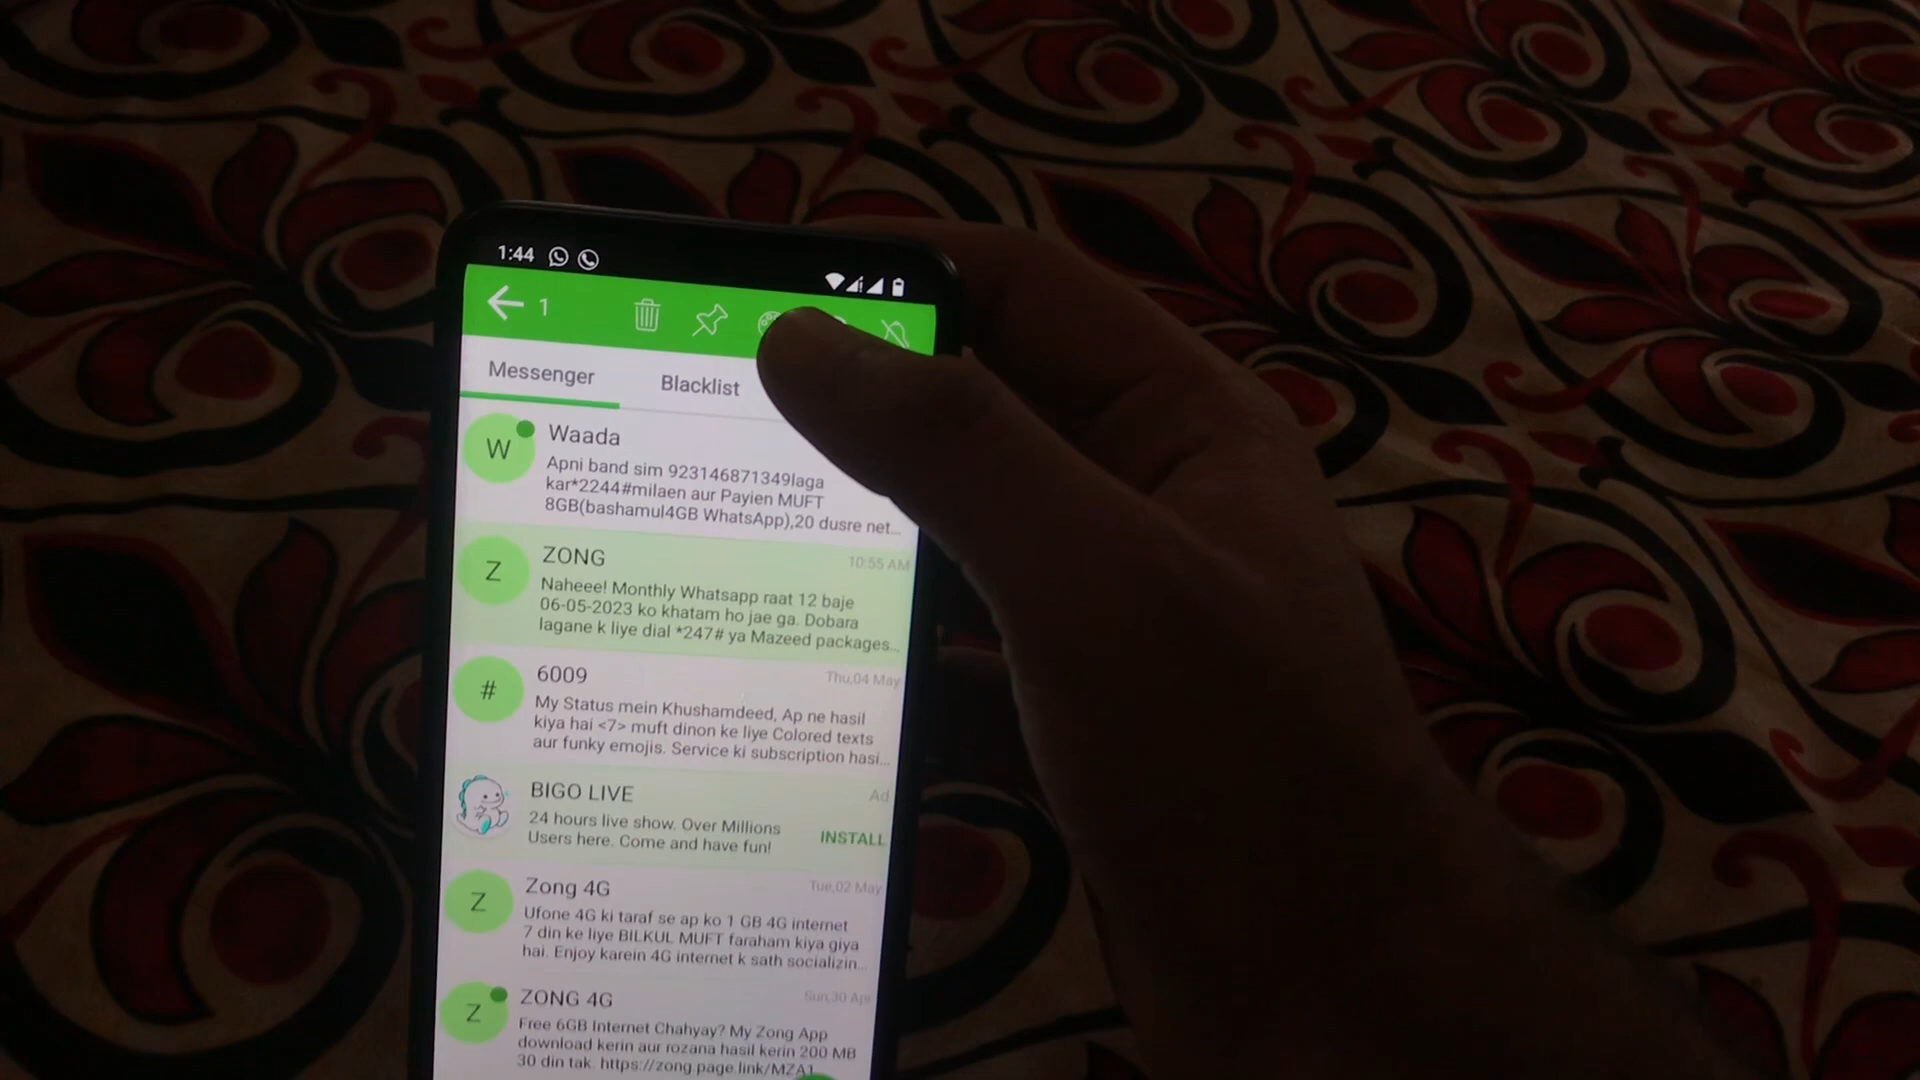 1:44
1
Messenger
Blacklist
W
Waada
Apni band sim 923146871349laga
kar*2244#milaen aur Payien MUFT
8GB(bashamul4GB WhatsApp),20 dusre net...
Z
ZONG
10:55 AM
Naheee! Monthly Whatsapp raat 12 baje
06-05-2023 ko khatam ho jae ga. Dobara
lagane k liye dial *247# ya Mazeed packages...
#
6009
Thu,04 May
My Status mein Khushamdeed, Ap ne hasil
kiya hai <7> muft dinon ke liye Colored texts
aur funky emojis. Service ki subscription hasi...
BIGO LIVE
Ad
24 hours live show. Over Millions
Users here. Come and have fun!
INSTALL
Z
Zong 4G
Tue,02 May
Ufone 4G ki taraf se ap ko 1 GB 4G internet
7 din ke liye BILKUL MUFT faraham kiya giya
hai. Enjoy karein 4G internet k sath socializin...
Z
ZONG 4G
Sun,30 Apr
Free 6GB Internet Chahyay? My Zong App
download kerin aur rozana hasil kerin 200 MB
30 din tak. https://zong.page.link/MZA1